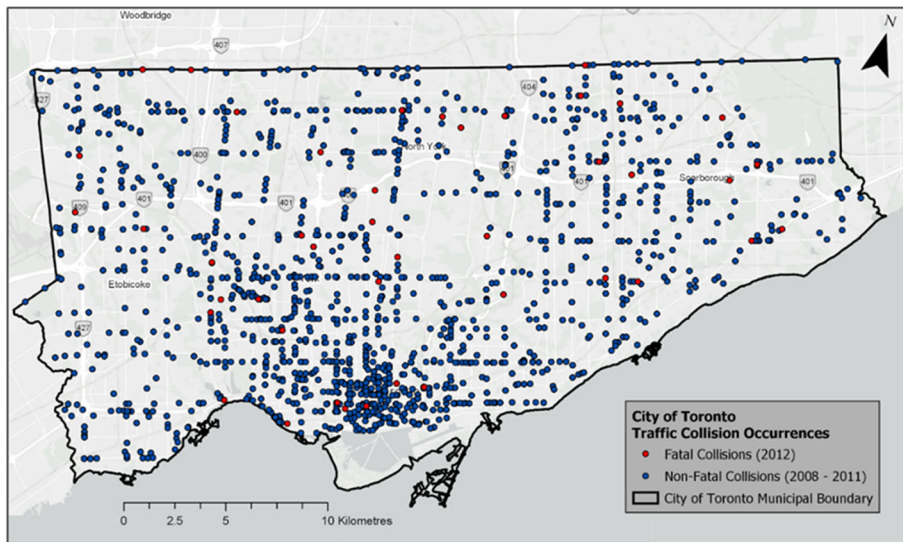 Woodbridge
N
407
427
404
400
North York
401
401
Scarborough
401
409
401
401
Etobicoke
427
City of Toronto
Traffic Collision Occurrences
Fatal Collisions (2012)
Non-Fatal Collisions (2008 - 2011)
City of Toronto Municipal Boundary
0 2.5 5 10 Kilometres